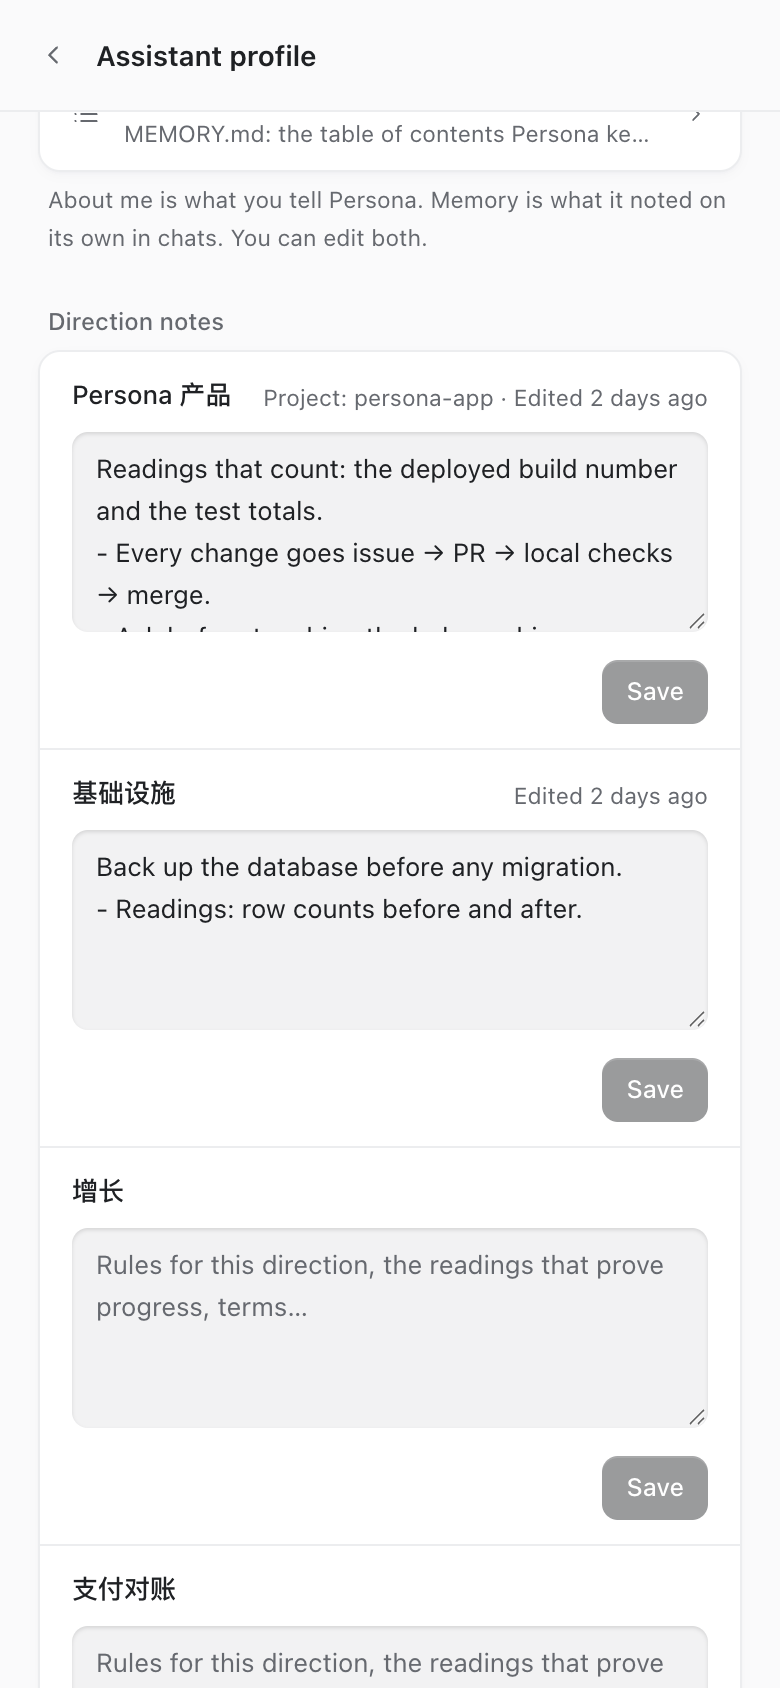 Assistant profile
MEMORY.md: the table of contents Persona ke...
About me is what you tell Persona. Memory is what it noted on
its own in chats. You can edit both.
Direction notes
Persona 产品 Project: persona-app · Edited 2 days ago
Readings that count: the deployed build number
and the test totals.
- Every change goes issue → PR → local checks
→ merge.
Save
基础设施 Edited 2 days ago
Back up the database before any migration.
- Readings: row counts before and after.
Save
增长
Rules for this direction, the readings that prove
progress, terms...
Save
支付对账
Rules for this direction, the readings that prove